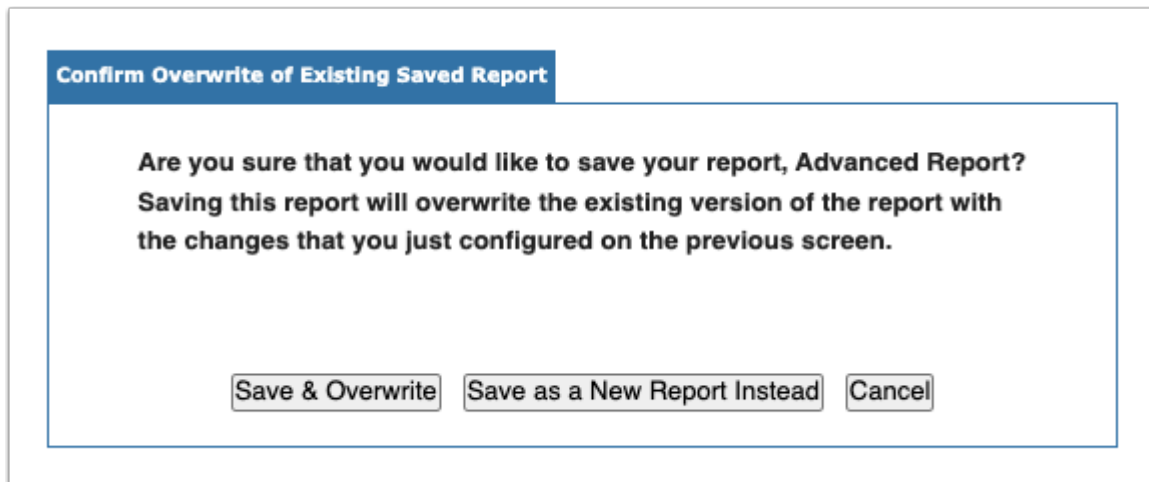 Confirm Overwrite of Existing Saved Report
Are you sure that you would like to save your report, Advanced Report?
Saving this report will overwrite the existing version of the report with
the changes that you just configured on the previous screen.
Save & Overwrite Save as a New Report Instead Cancel